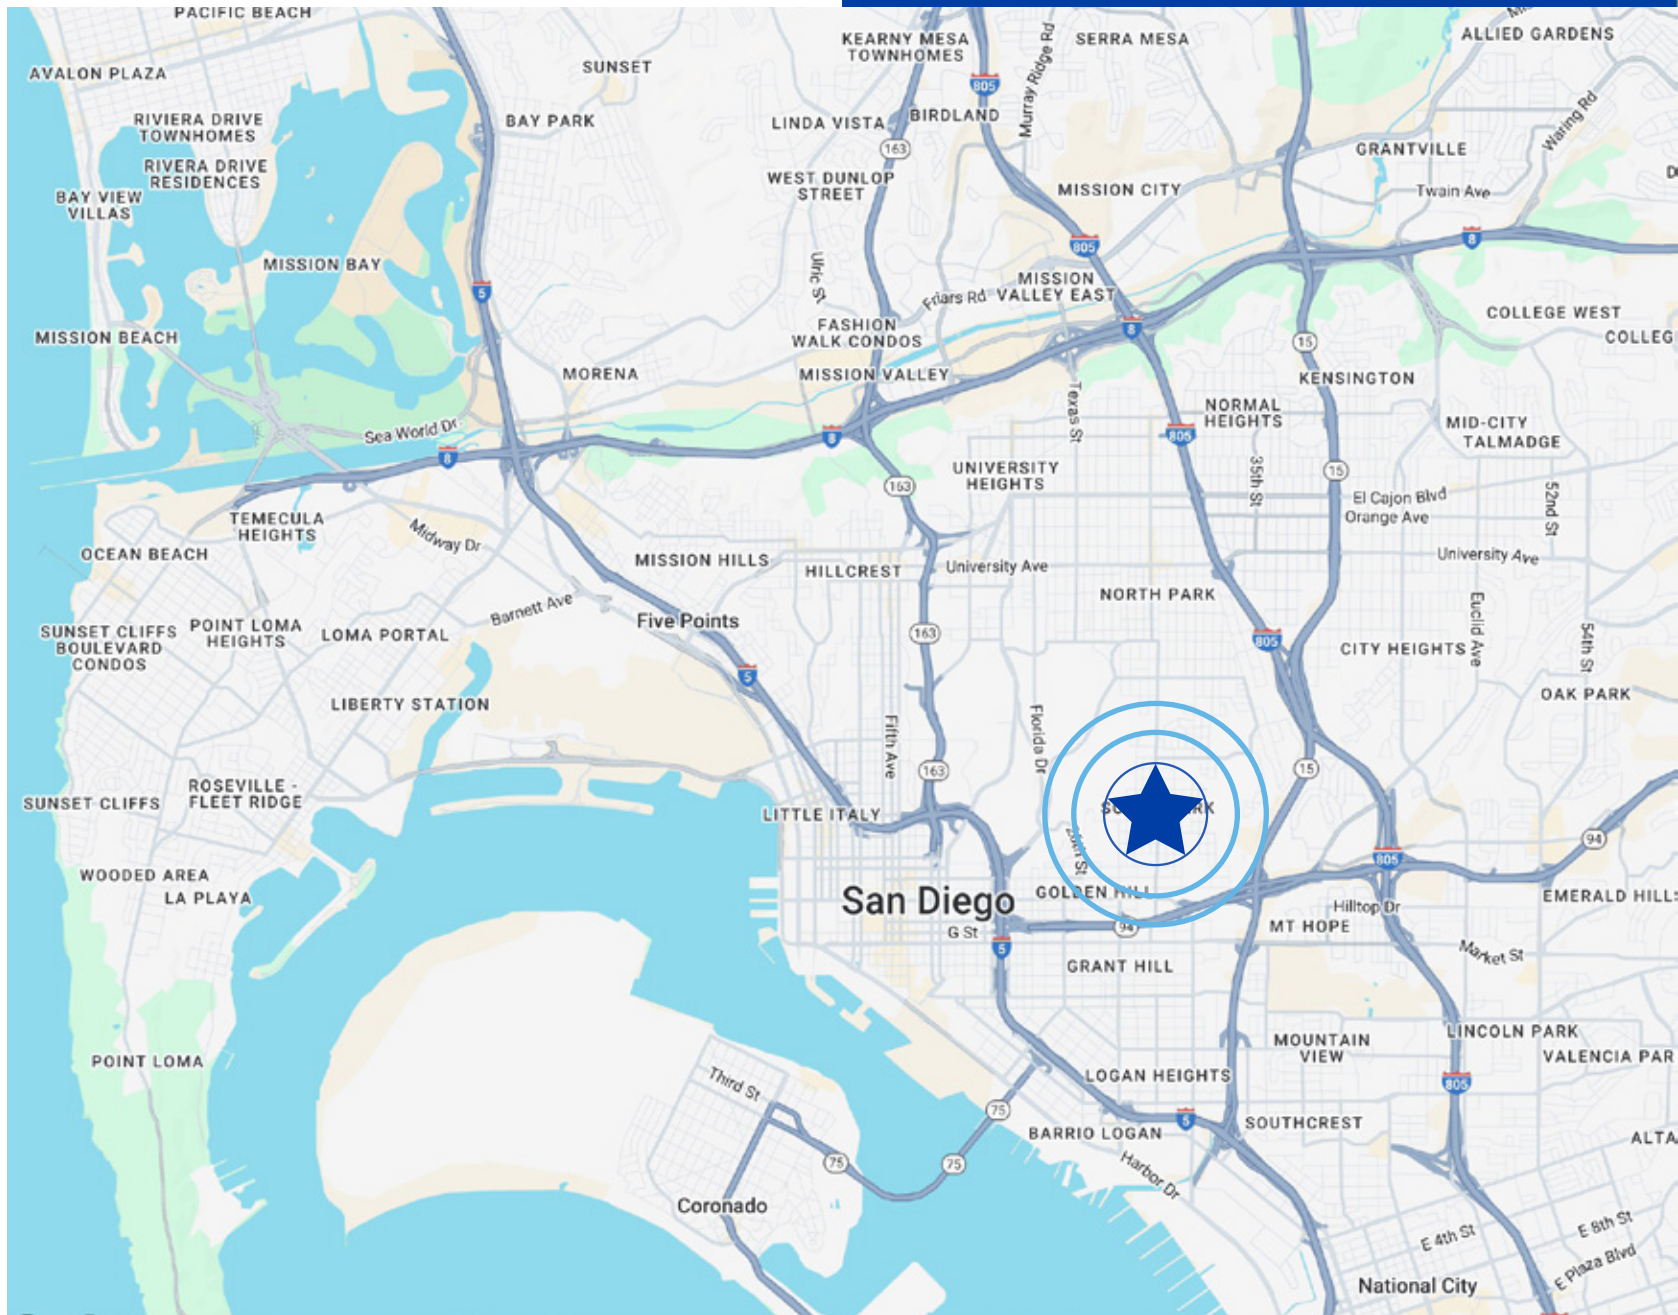 PACIFIC BEACH
KEARNY MESA
TOWNHOMES
Murray Ridge Rd
SERRA MESA
ALLIED GARDENS
AVALON PLAZA
SUNSET
805
Waring Rd
RIVIERA DRIVE
TOWNHOMES
BAY PARK
LINDA VISTA
BIRDLAND
163
GRANTVILLE
RIVERA DRIVE
RESIDENCES
WEST DUNLOP
STREET
MISSION CITY
Twain Ave
BAY VIEW
VILLAS
805
8
MISSION BAY
Ulric St
MISSION
VALLEY EAST
Friars Rd
5
COLLEGE WEST
MISSION BEACH
FASHION
WALK CONDOS
8
15
COLLEG
MORENA
MISSION VALLEY
Texas St
KENSINGTON
NORMAL
HEIGHTS
Sea World Dr
8
8
805
MID-CITY
TALMADGE
UNIVERSITY
HEIGHTS
35th St
15
163
El Cajon Blvd
Orange Ave
52nd St
TEMECULA
HEIGHTS
Midway Dr
OCEAN BEACH
MISSION HILLS
HILLCREST
University Ave
University Ave
NORTH PARK
Barnett Ave
Five Points
SUNSET CLIFFS
BOULEVARD
CONDOS
POINT LOMA
HEIGHTS
LOMA PORTAL
163
805
CITY HEIGHTS
Euclid Ave
54th St
5
LIBERTY STATION
OAK PARK
Fifth Ave
Florida Dr
163
15
SUNSET CLIFFS
ROSEVILLE -
FLEET RIDGE
LITTLE ITALY
94
805
WOODED AREA
LA PLAYA
San Diego
GOLDEN HILL
EMERALD HILLS
Hilltop Dr
G St
94
MT HOPE
5
Market St
GRANT HILL
POINT LOMA
MOUNTAIN
VIEW
LINCOLN PARK
VALENCIA PAR
Third St
LOGAN HEIGHTS
805
75
5
SOUTHCREST
BARRIO LOGAN
ALTA
75
75
Harbor Dr
Coronado
E 4th St
E 8th St
E Plaza Blvd
National City